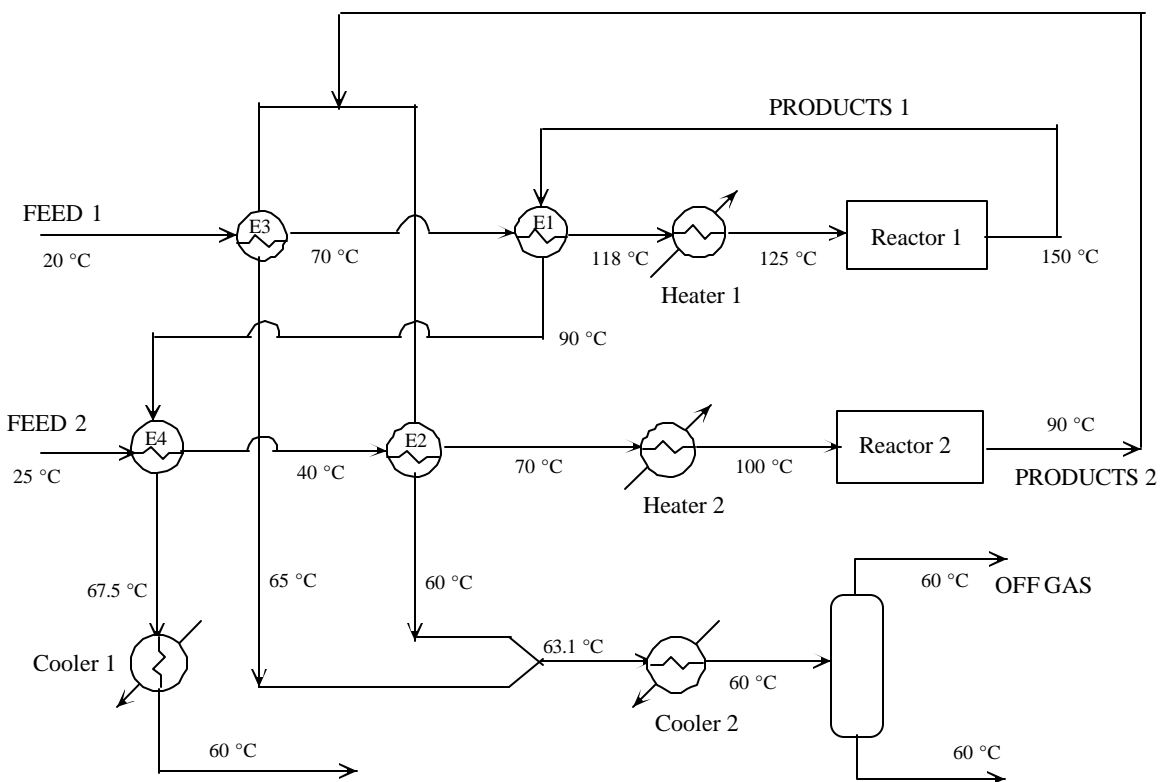 PRODUCTS 1
FEED 1
E3
E1
Reactor 1
20 °C
70 °C
118 °C
125 °C
150 °C
Heater 1
90 °C
FEED 2
E4
E2
Reactor 2
90 °C
25 °C
40 °C
70 °C
100 °C
PRODUCTS 2
Heater 2
67.5 °C
65 °C
60 °C
60 °C
OFF GAS
Cooler 1
63.1 °C
60 °C
Cooler 2
60 °C
60 °C